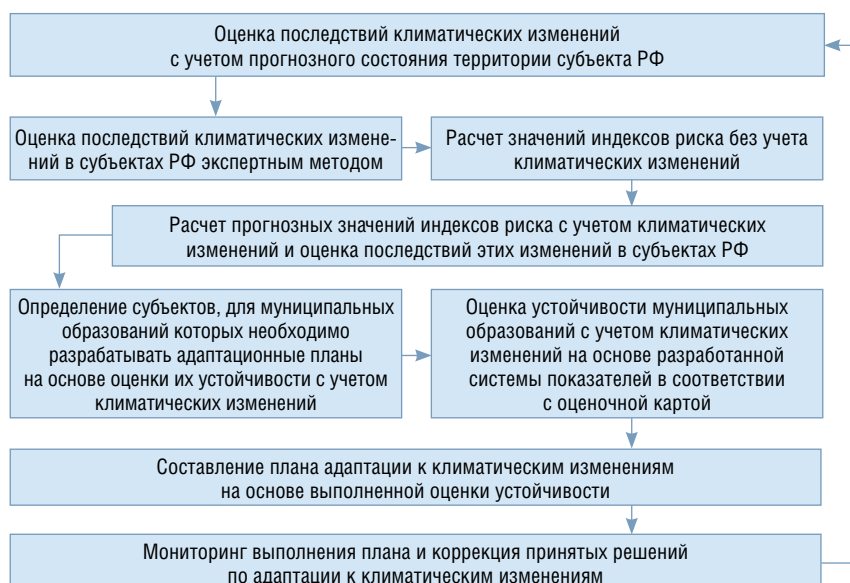 Оценка последствий климатических изменений
с учетом прогнозного состояния территории субъекта РФ
Оценка последствий климатических измене-
ний в субъектах РФ экспертным методом
Расчет значений индексов риска без учета
климатических изменений
Расчет прогнозных значений индексов риска с учетом климатических
изменений и оценка последствий этих изменений в субъектах РФ
Определение субъектов, для муниципальных
образований которых необходимо
разрабатывать адаптационные планы
на основе оценки их устойчивости с учетом
климатических изменений
Оценка устойчивости муниципальных
образований с учетом климатических
изменений на основе разработанной
системы показателей в соответствии
с оценочной картой
Составление плана адаптации к климатическим изменениям
на основе выполненной оценки устойчивости
Мониторинг выполнения плана и коррекция принятых решений
по адаптации к климатическим изменениям